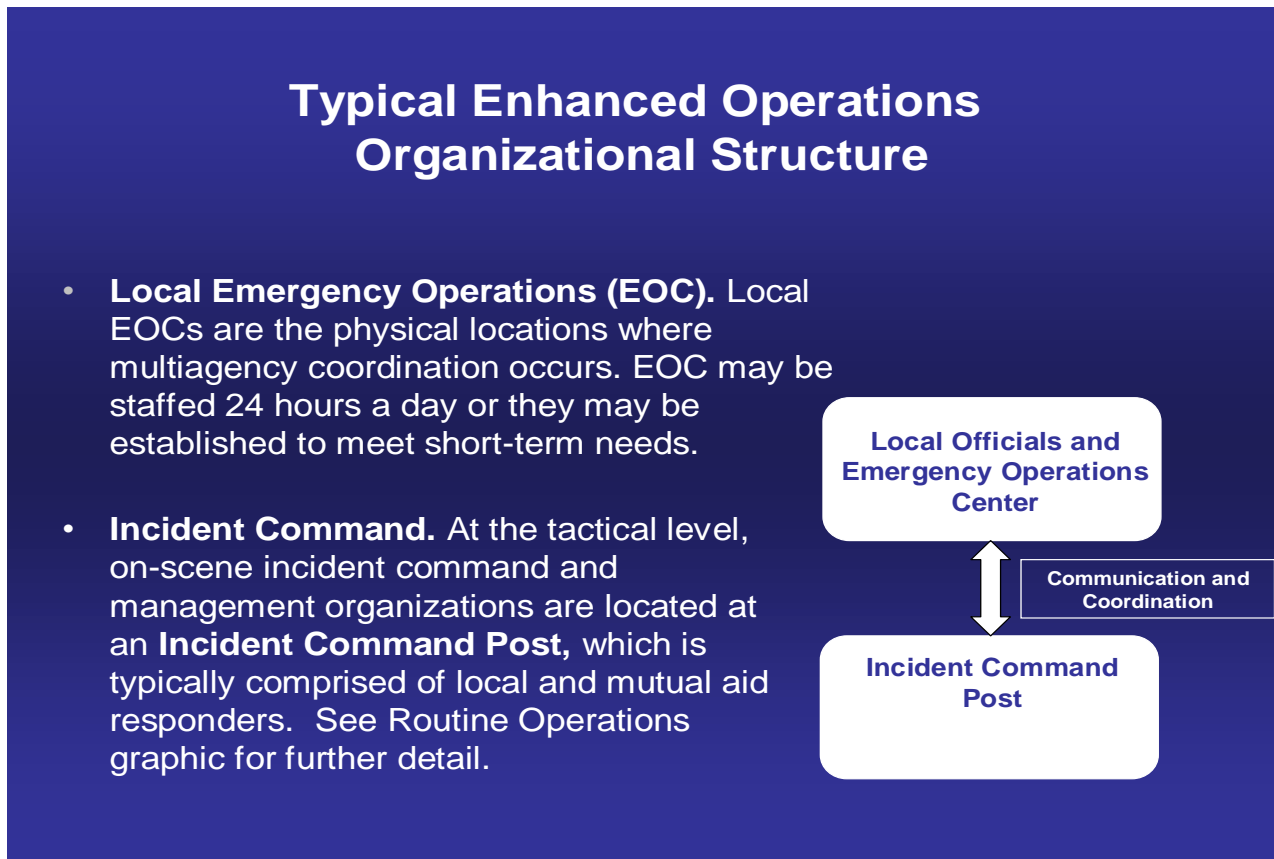 Typical Enhanced Operations
Organizational Structure
• Local Emergency Operations (EOC). Local
EOCs are the physical locations where
multiagency coordination occurs. EOC may be
staffed 24 hours a day or they may be
established to meet short-term needs.
• Incident Command. At the tactical level,
on-scene incident command and
management organizations are located at
an Incident Command Post, which is
typically comprised of local and mutual aid
responders.  See Routine Operations
graphic for further detail.
Local Officials and
Emergency Operations
Center
Communication and
Coordination
Incident Command
Post